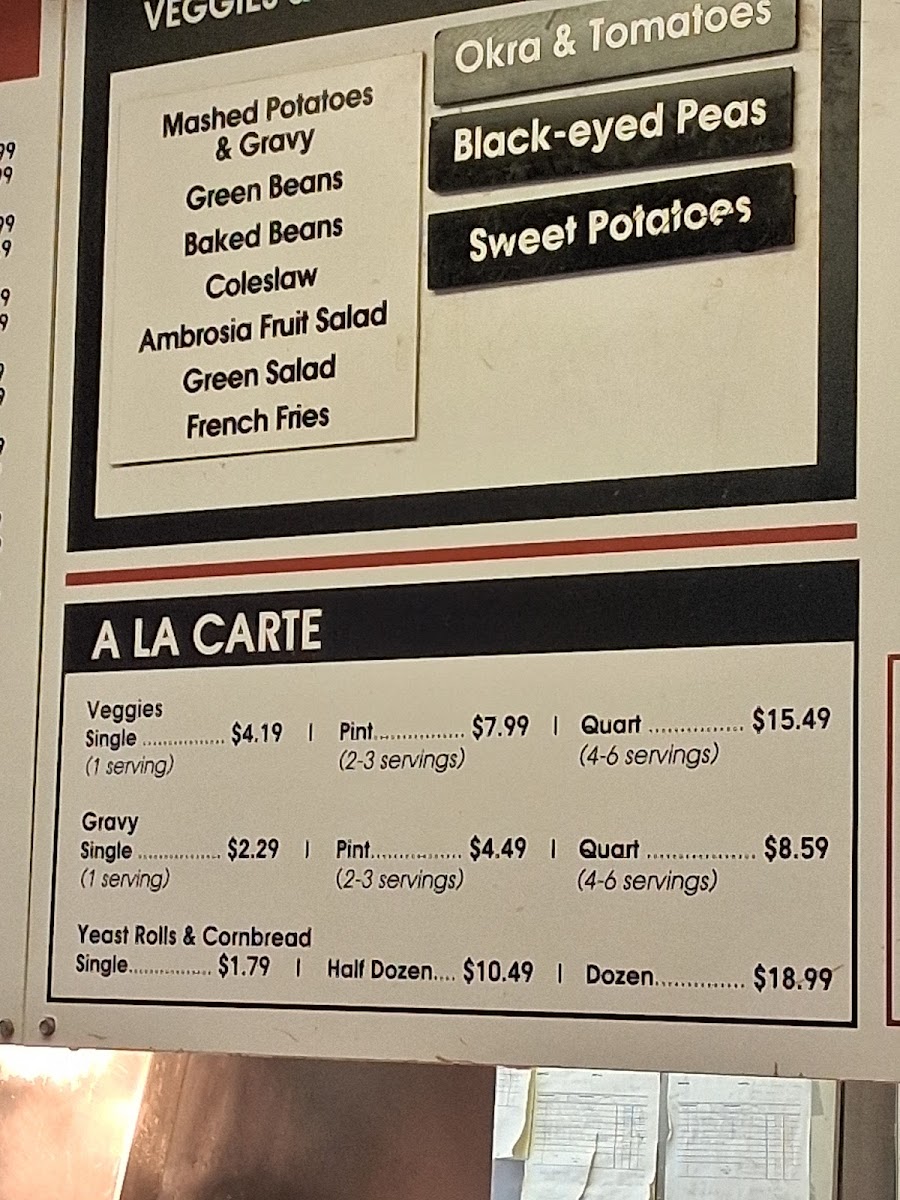 VEGGIES &
Mashed Potatoes
& Gravy
Green Beans
Baked Beans
Coleslaw
Ambrosia Fruit Salad
Green Salad
French Fries
Okra & Tomatoes
Black-eyed Peas
Sweet Potatoes
A LA CARTE
Veggies
Single ............... $4.19 | Pint................ $7.99 | Quart ............... $15.49
(1 serving) (2-3 servings) (4-6 servings)
Gravy
Single ............... $2.29 | Pint................ $4.49 | Quart .................. $8.59
(1 serving) (2-3 servings) (4-6 servings)
Yeast Rolls & Cornbread
Single............... $1.79 | Half Dozen.... $10.49 | Dozen............... $18.99